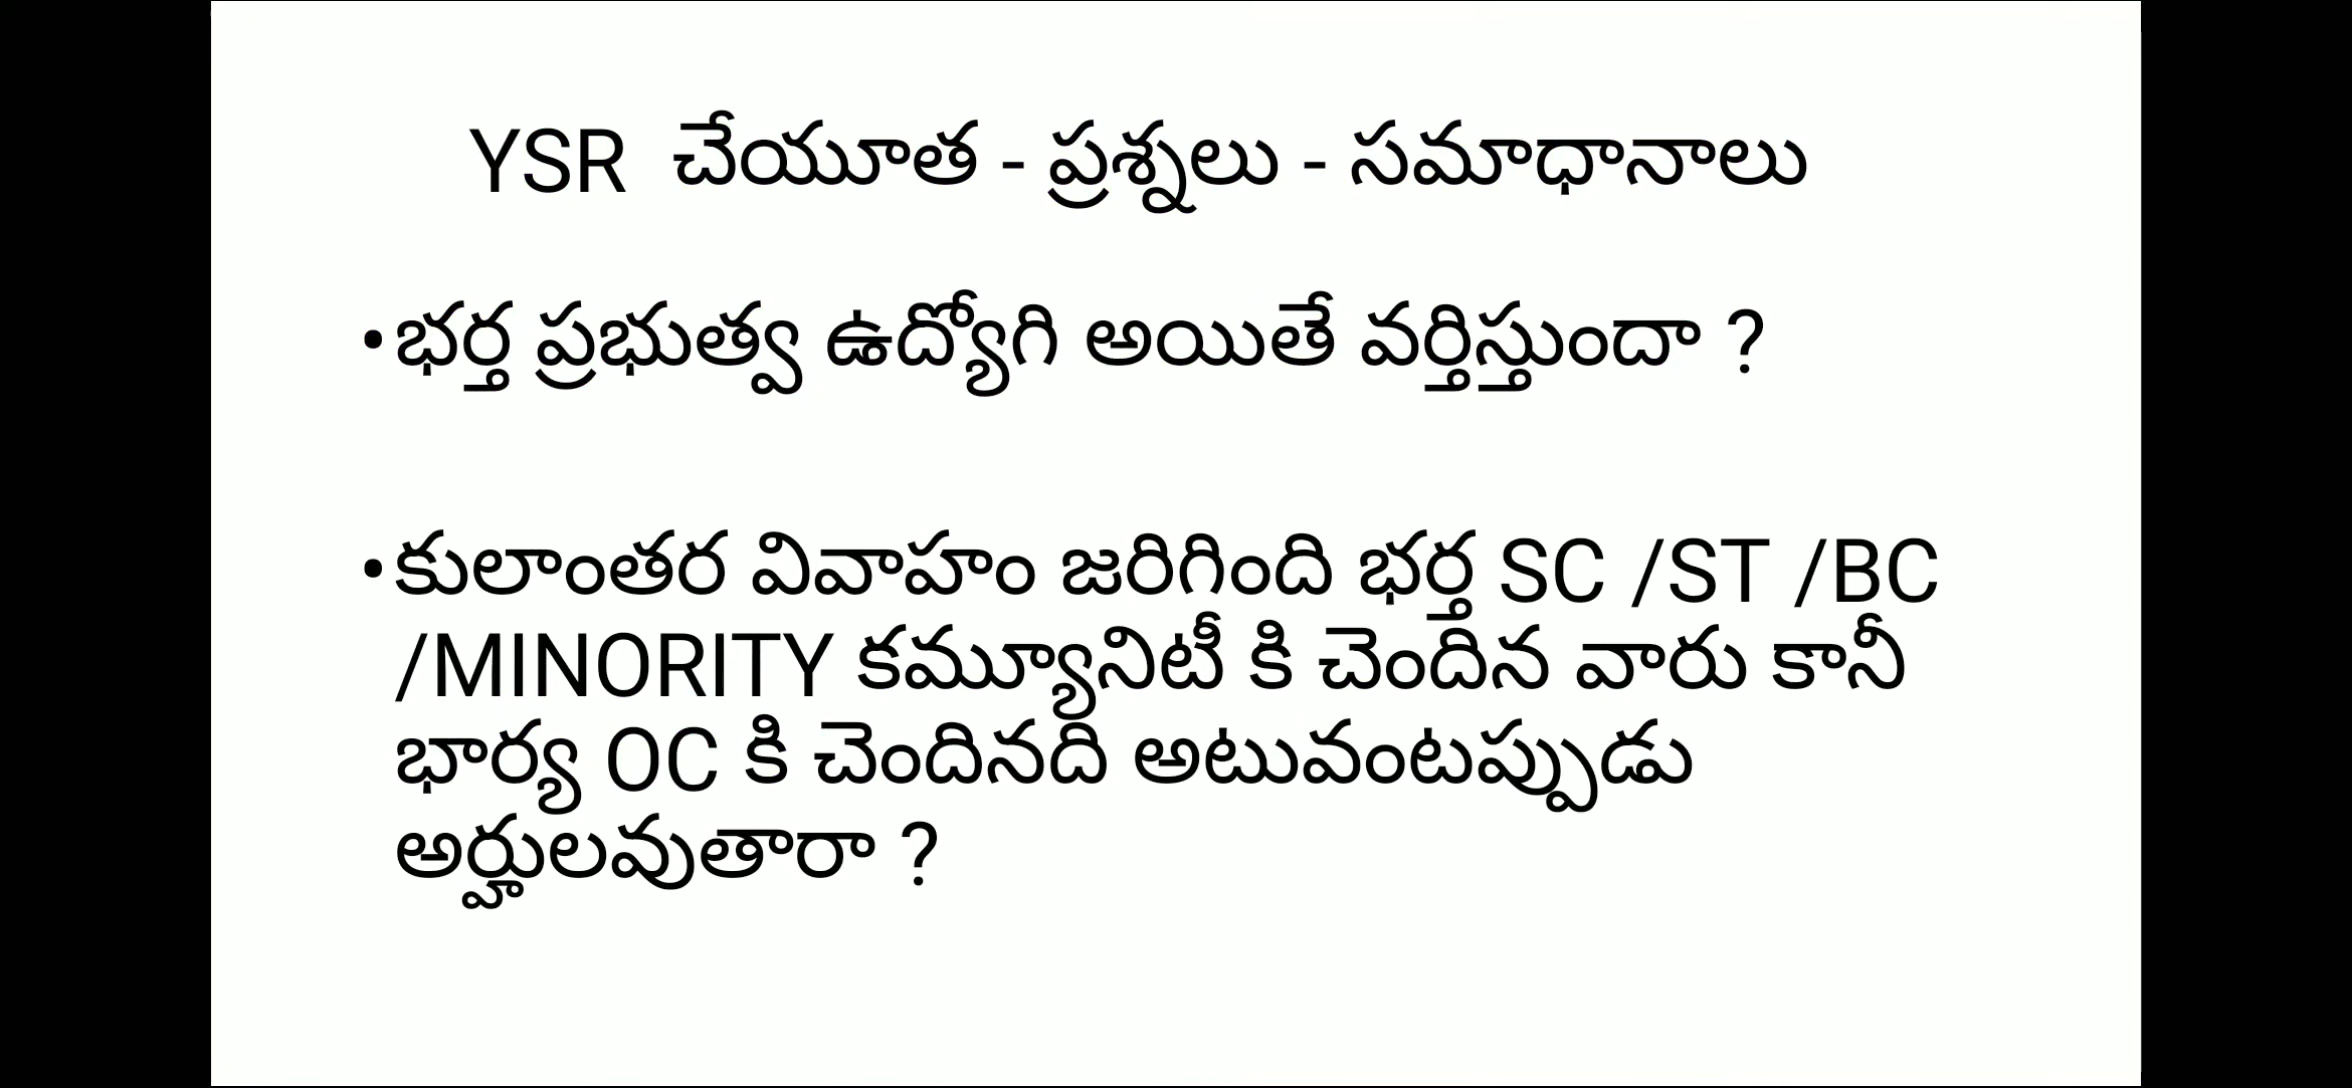 YSR చేయూత - ప్రశ్నలు - సమాధానాలు
•భర్త ప్రభుత్వ ఉద్యోగి అయితే వర్తిస్తుందా ?
•కులాంతర వివాహం జరిగింది భర్త SC /ST /BC
/MINORITY కమ్యూనిటీ కి చెందిన వారు కానీ
భార్య OC కి చెందినది అటువంటప్పుడు
అర్హులవుతారా ?